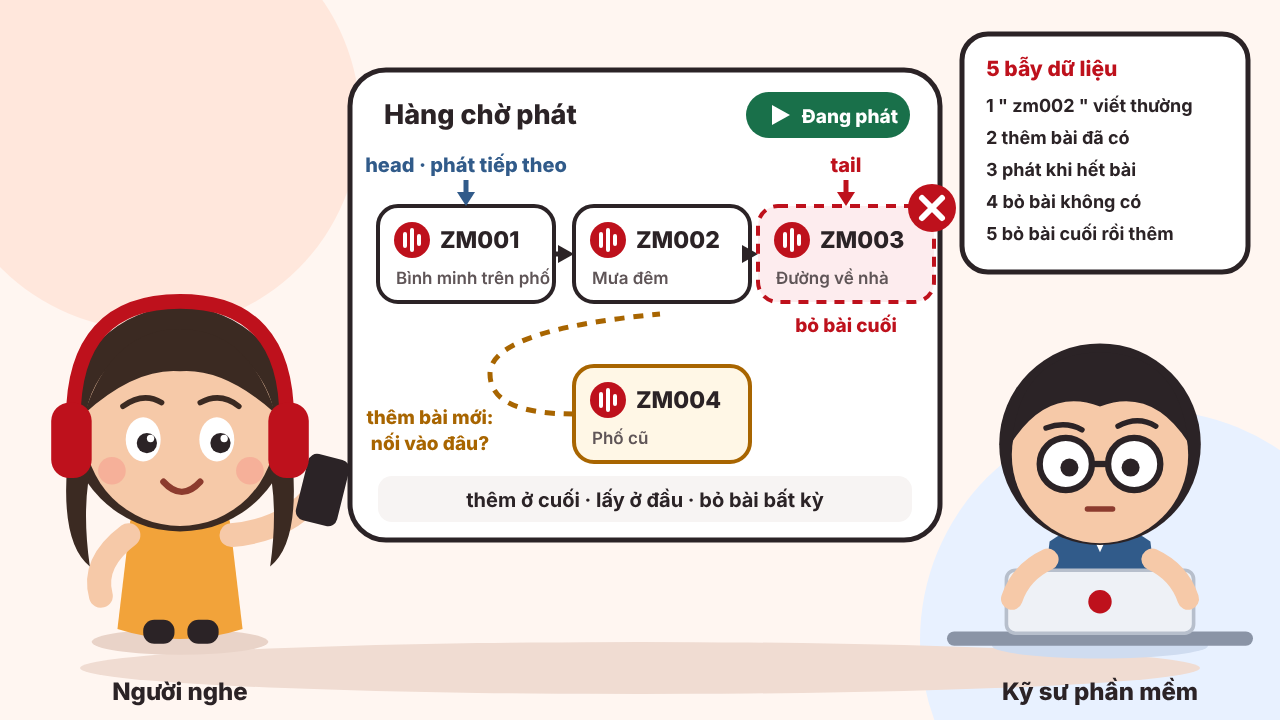 Hàng chờ phát
Đang phát
head · phát tiếp theo
tail
ZM001
Bình minh trên phố
ZM002
Mưa đêm
ZM003
Đường về nhà
bỏ bài cuối
thêm bài mới:
nối vào đâu?
ZM004
Phố cũ
thêm ở cuối · lấy ở đầu · bỏ bài bất kỳ
5 bẫy dữ liệu
1 " zm002 " viết thường
2 thêm bài đã có
3 phát khi hết bài
4 bỏ bài không có
5 bỏ bài cuối rồi thêm
Người nghe
Kỹ sư phần mềm